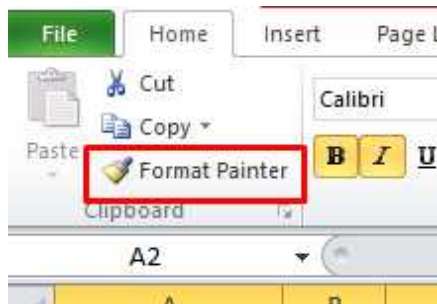 File Home Insert Page L
Cut
Calibri
Copy
Paste
B I U
Format Painter
Clipboard
A2
A B